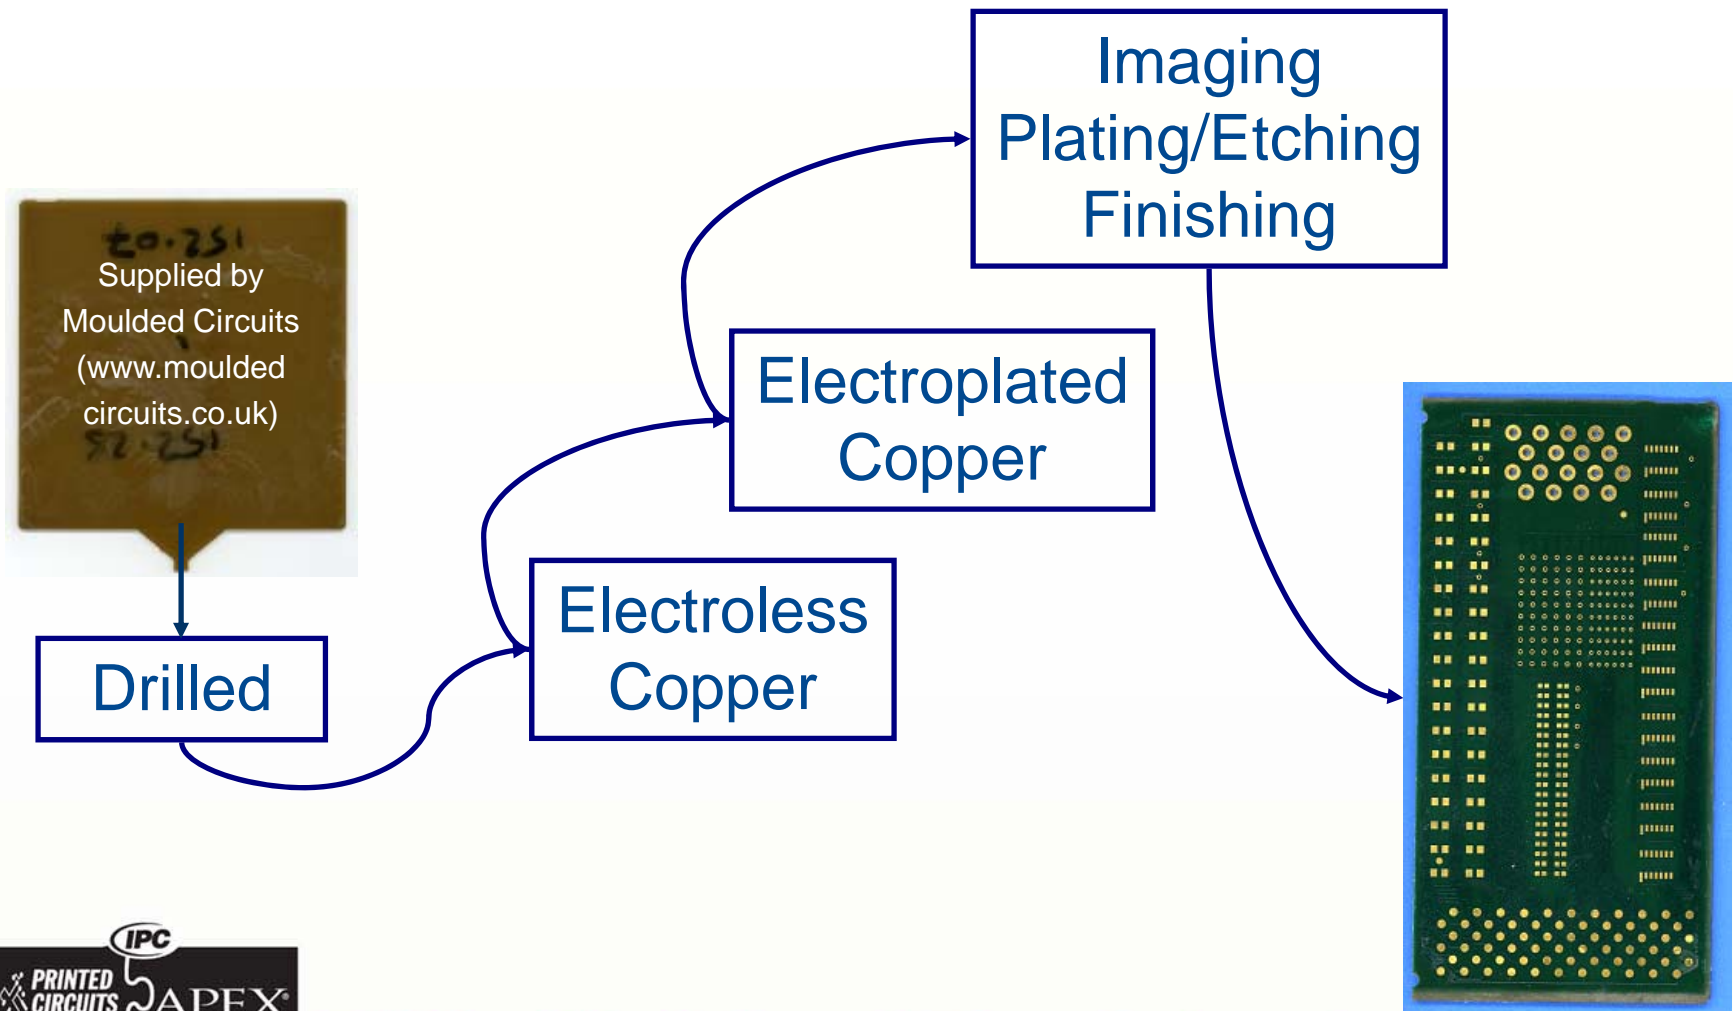 Imaging
Plating/Etching
Finishing
Supplied by
Moulded Circuits
(www.moulded
circuits.co.uk)
Electroplated
Copper
Electroless
Copper
Drilled
IPC
PRINTED
CIRCUITS
APEX